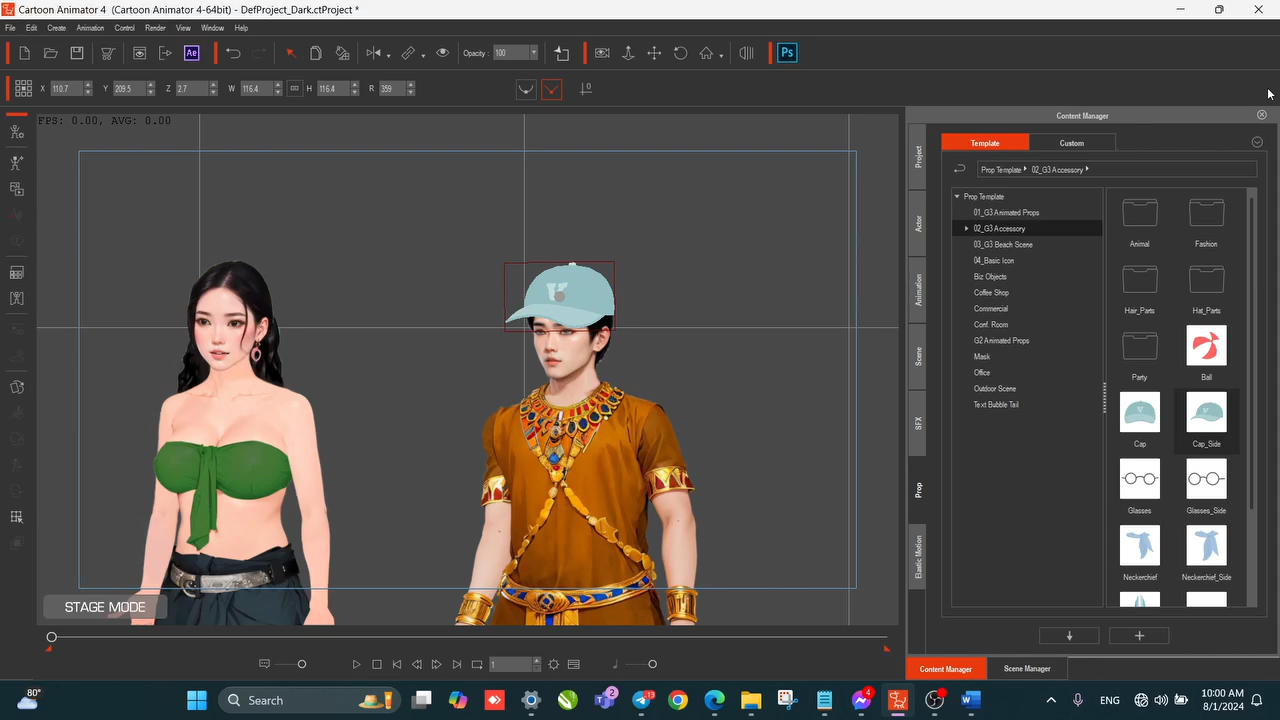 Cartoon Animator 4 (Cartoon Animator 4-64bit) - DefProject_Dark.ctProject *
File Edit Create Animation Control Render View Window Help
Ae
Opacity : 100
Ps
X 110.7 Y 209.5 Z 2.7 W 116.4 H 116.4 R 359
FPS: 0.00, AVG: 0.00
Content Manager
Template Custom
Prop Template 02_G3 Accessory
Project
Actor
Animation
Scene
SFX
Prop
Elastic Motion
Prop Template
01_G3 Animated Props
02_G3 Accessory
03_G3 Beach Scene
04_Basic Icon
Biz Objects
Coffee Shop
Commercial
Conf. Room
G2 Animated Props
Mask
Office
Outdoor Scene
Text Bubble Tail
Animal Fashion
Hair_Parts Hat_Parts
Party Ball
Cap Cap_Side
Glasses Glasses_Side
Neckerchief Neckerchief_Side
STAGE MODE
1
Content Manager Scene Manager
80°
Search
2
13
4
ENG
10:00 AM
8/1/2024